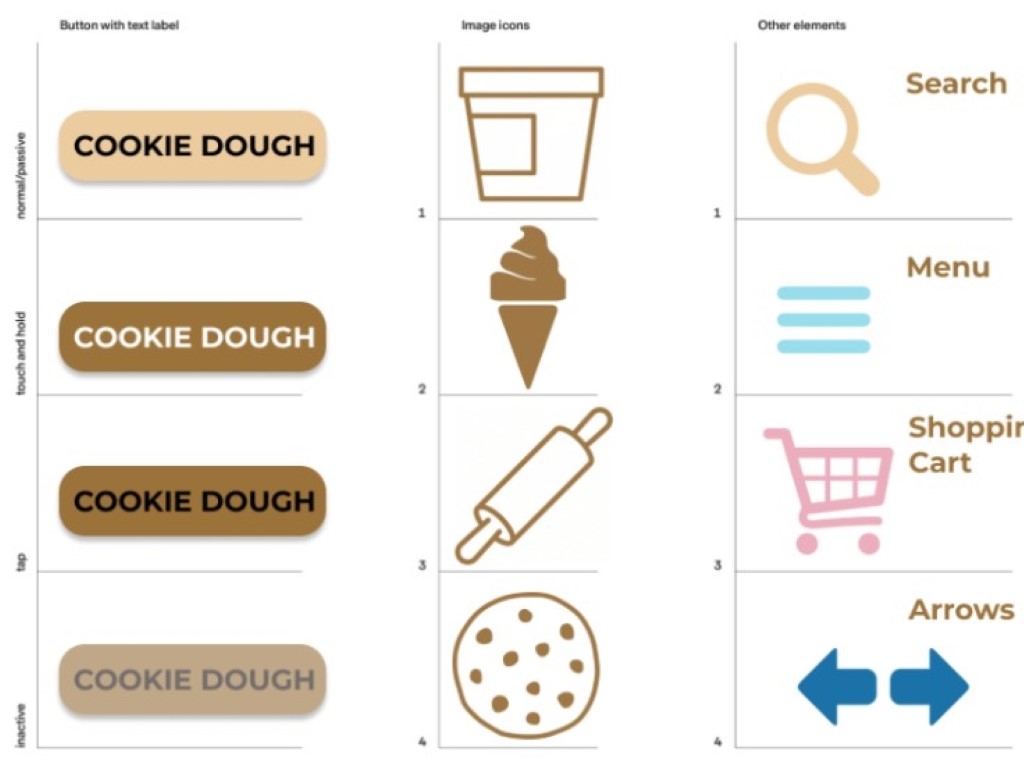 Button with text label
Image icons
Other elements
normal/passive
COOKIE DOUGH
1
1
Search
touch and hold
COOKIE DOUGH
2
2
Menu
tap
COOKIE DOUGH
3
3
Shoppin
Cart
inactive
COOKIE DOUGH
4
4
Arrows